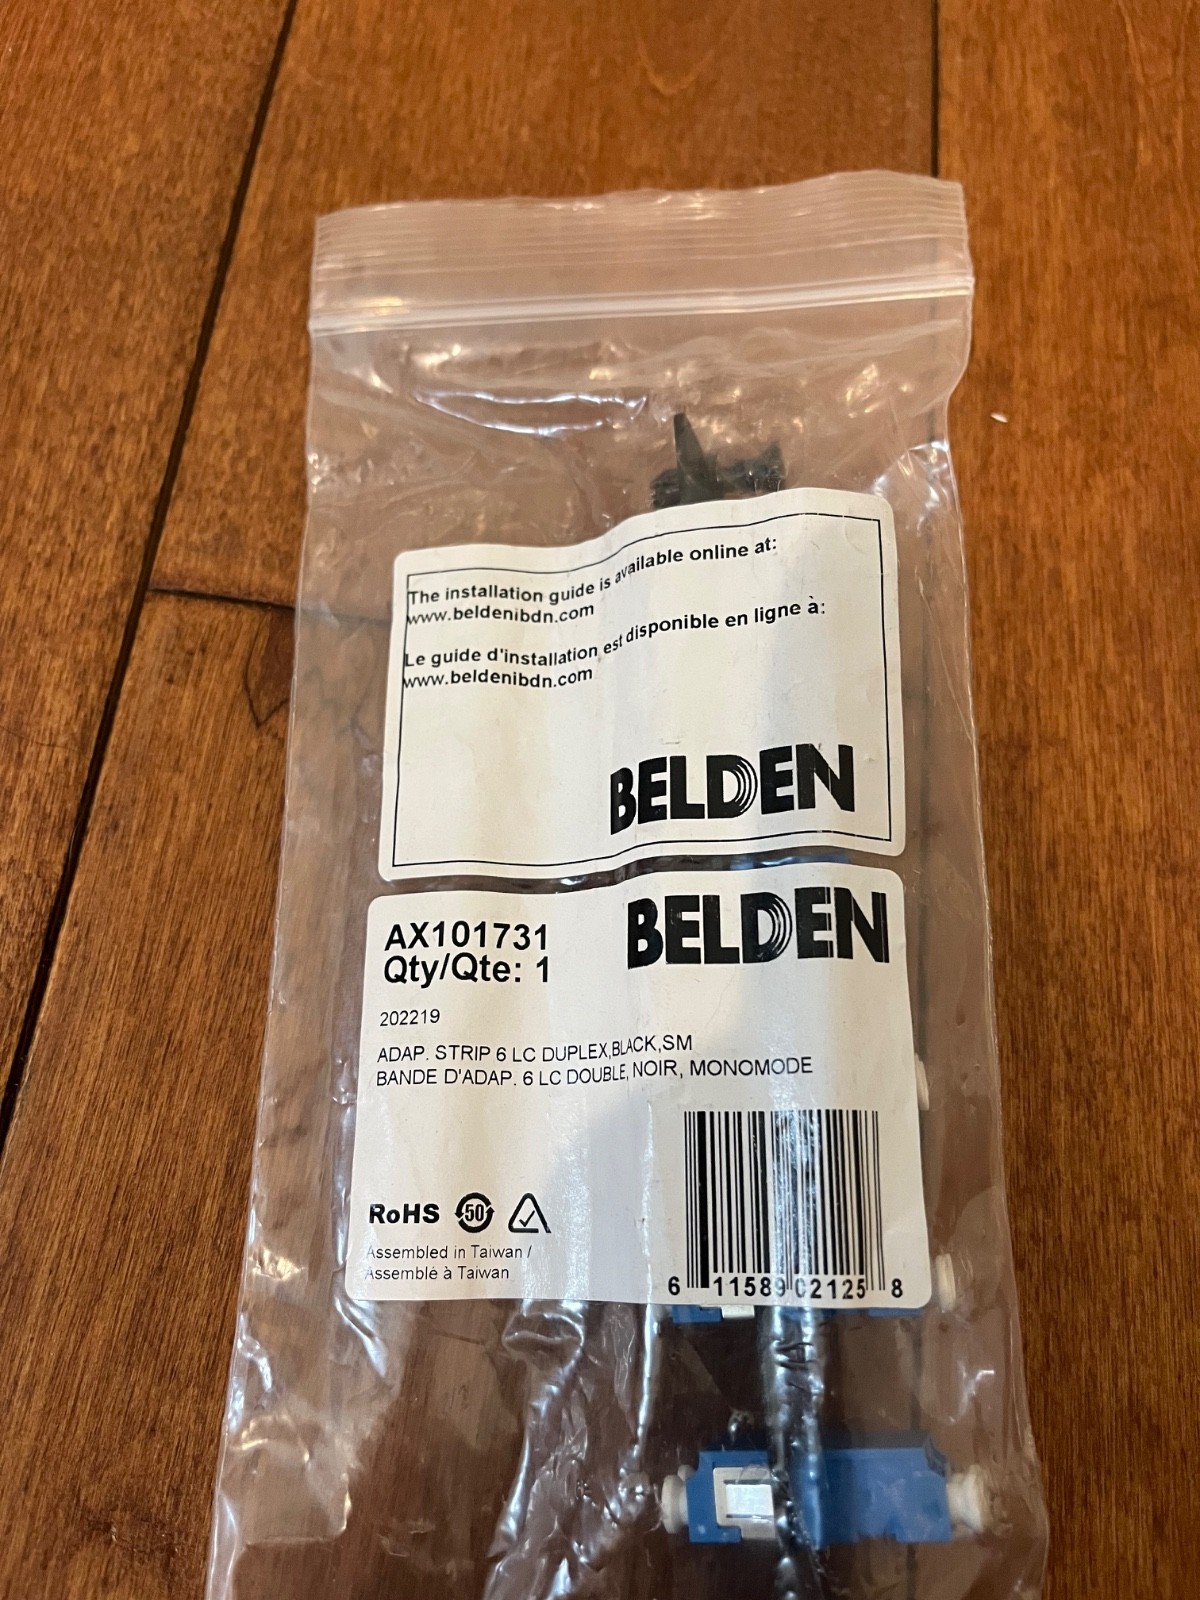 The installation guide is available online at:
www.beldenibdn.com
Le guide d'installation est disponible en ligne à:
www.beldenibdn.com
BELDEN
BELDEN
AX101731
Qty/Qte: 1
202219
ADAP. STRIP 6 LC DUPLEX,BLACK,SM
BANDE D'ADAP. 6 LC DOUBLE, NOIR, MONOMODE
RoHS 50
Assembled in Taiwan /
Assemblé à Taiwan
6 11589 02125 8